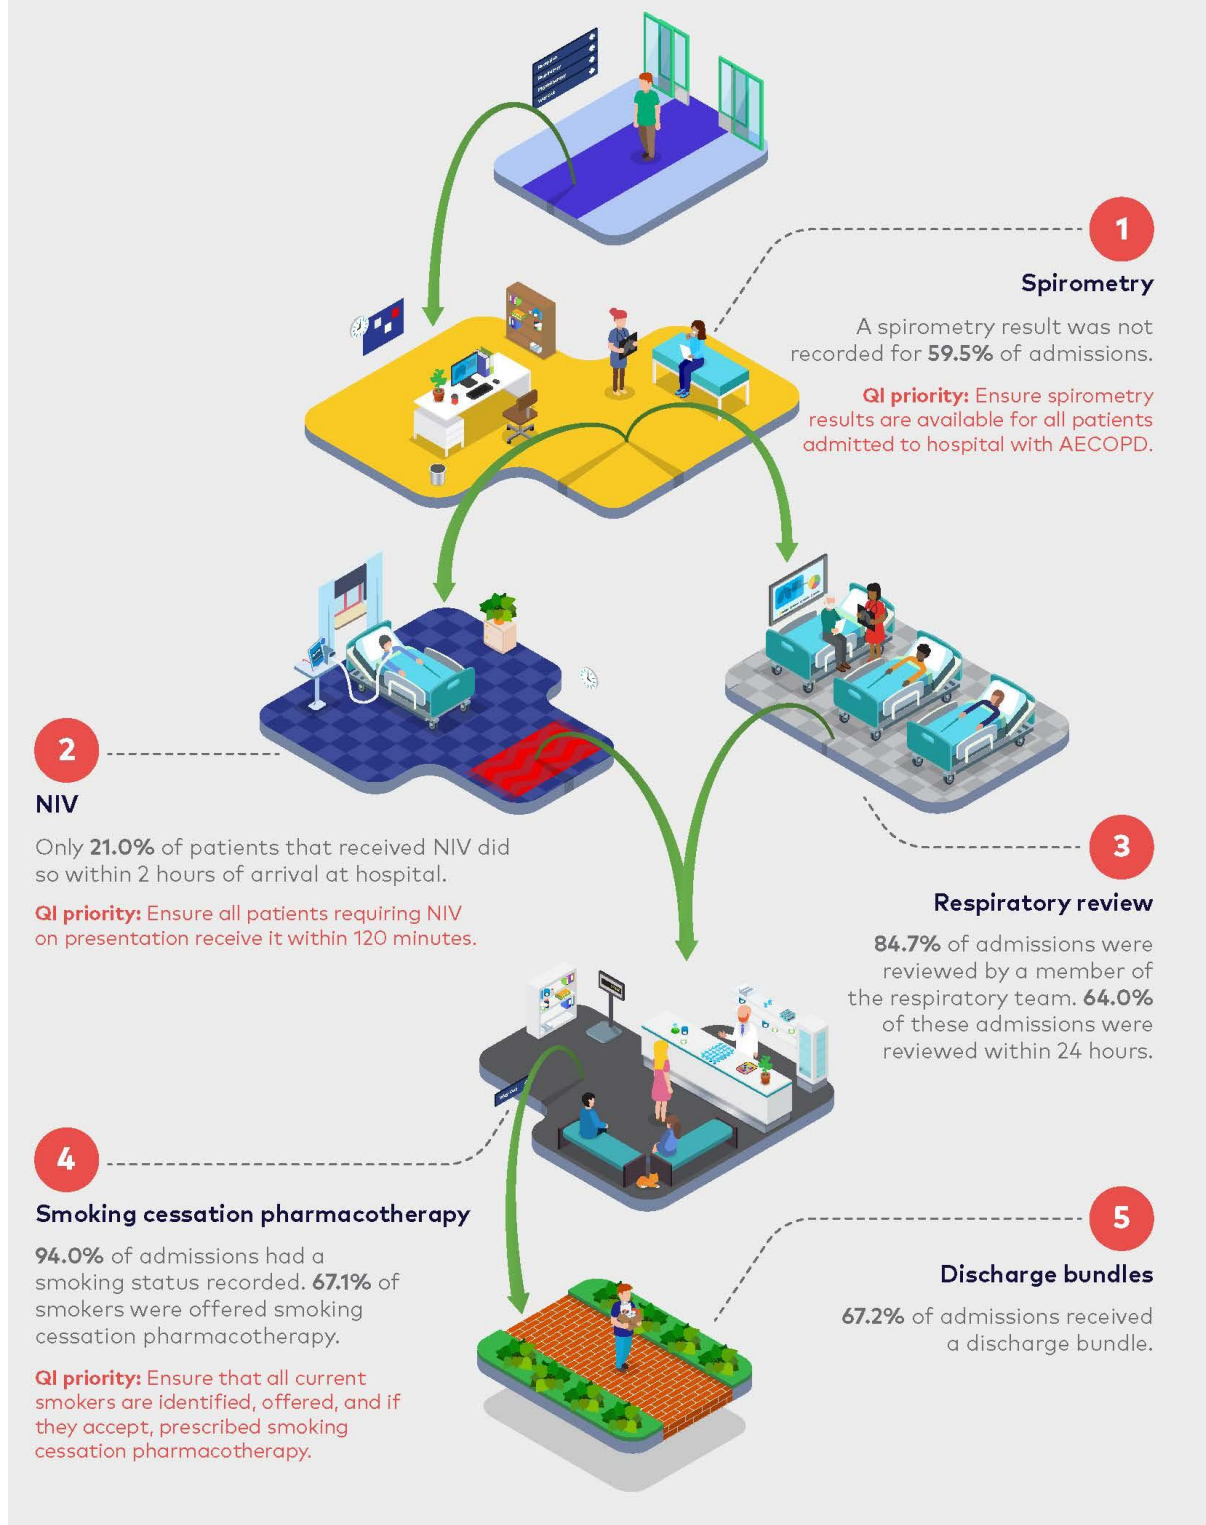 1
Spirometry
A spirometry result was not
recorded for 59.5% of admissions.
QI priority: Ensure spirometry
results are available for all patients
admitted to hospital with AECOPD.
2
NIV
Only 21.0% of patients that received NIV did
so within 2 hours of arrival at hospital.
QI priority: Ensure all patients requiring NIV
on presentation receive it within 120 minutes.
3
Respiratory review
84.7% of admissions were
reviewed by a member of
the respiratory team. 64.0%
of these admissions were
reviewed within 24 hours.
4
Smoking cessation pharmacotherapy
94.0% of admissions had a
smoking status recorded. 67.1% of
smokers were offered smoking
cessation pharmacotherapy.
QI priority: Ensure that all current
smokers are identified, offered, and if
they accept, prescribed smoking
cessation pharmacotherapy.
5
Discharge bundles
67.2% of admissions received
a discharge bundle.